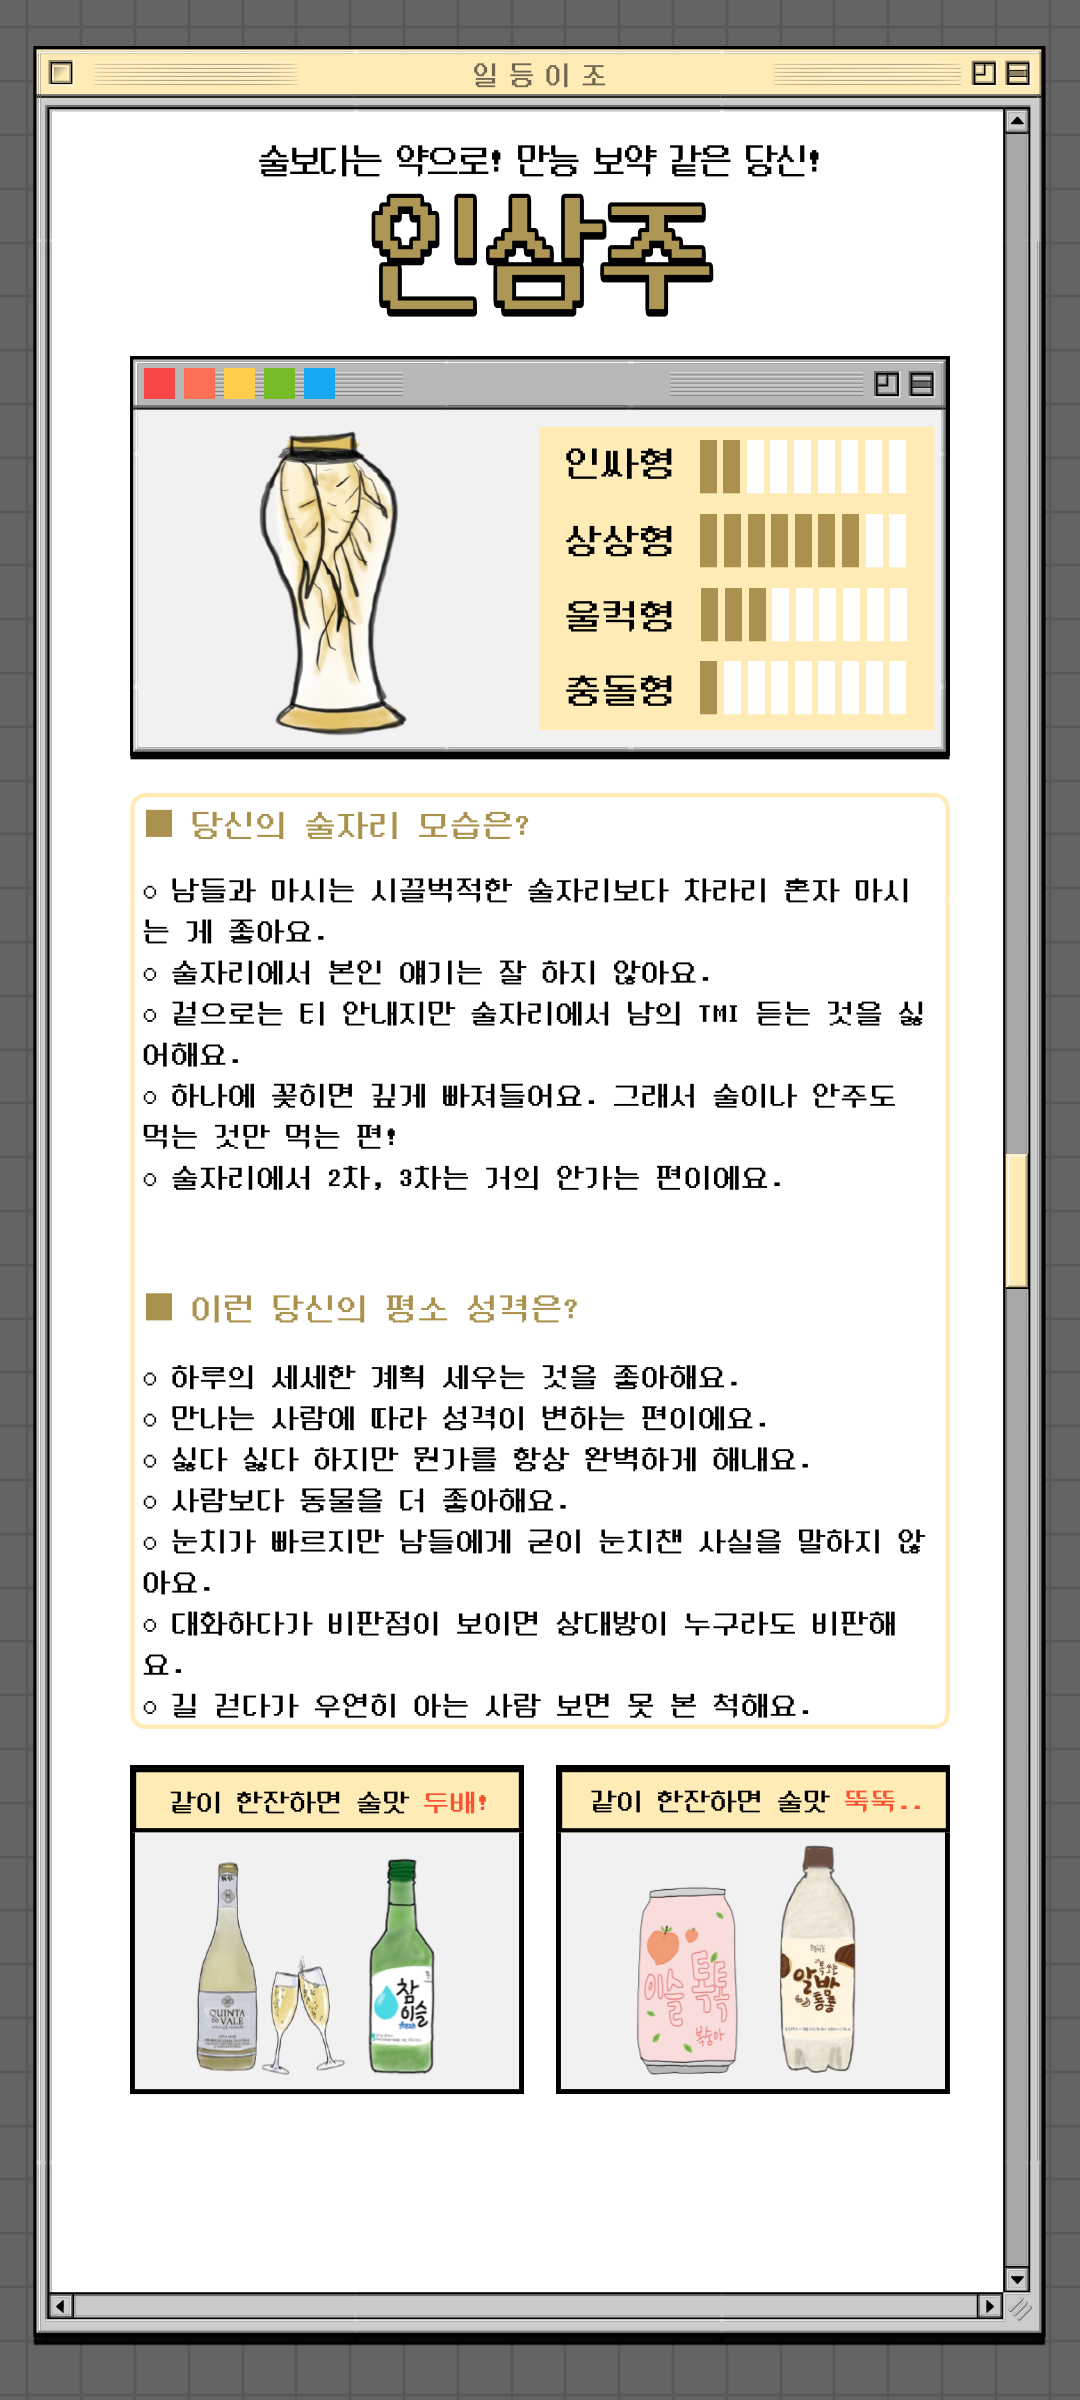 일등이조
술보다는 약으로! 만능 보약 같은 당신!
인삼주
인싸형
상상형
울컥형
충돌형
■ 당신의 술자리 모습은?
○ 남들과 마시는 시끌벅적한 술자리보다 차라리 혼자 마시
는 게 좋아요.
○ 술자리에서 본인 얘기는 잘 하지 않아요.
○ 겉으로는 티 안내지만 술자리에서 남의 TMI 듣는 것을 싫
어해요.
○ 하나에 꽂히면 깊게 빠져들어요. 그래서 술이나 안주도
먹는 것만 먹는 편!
○ 술자리에서 2차, 3차는 거의 안가는 편이에요.
■ 이런 당신의 평소 성격은?
○ 하루의 세세한 계획 세우는 것을 좋아해요.
○ 만나는 사람에 따라 성격이 변하는 편이에요.
○ 싫다 싫다 하지만 뭔가를 항상 완벽하게 해내요.
○ 사람보다 동물을 더 좋아해요.
○ 눈치가 빠르지만 남들에게 굳이 눈치챈 사실을 말하지 않
아요.
○ 대화하다가 비판점이 보이면 상대방이 누구라도 비판해
요.
○ 길 걷다가 우연히 아는 사람 보면 못 본 척해요.
같이 한잔하면 술맛 두배!
같이 한잔하면 술맛 뚝뚝..
QUINTA
DO VALE
참
이슬
fresh
이슬
톡톡
복숭아
알밤
동동